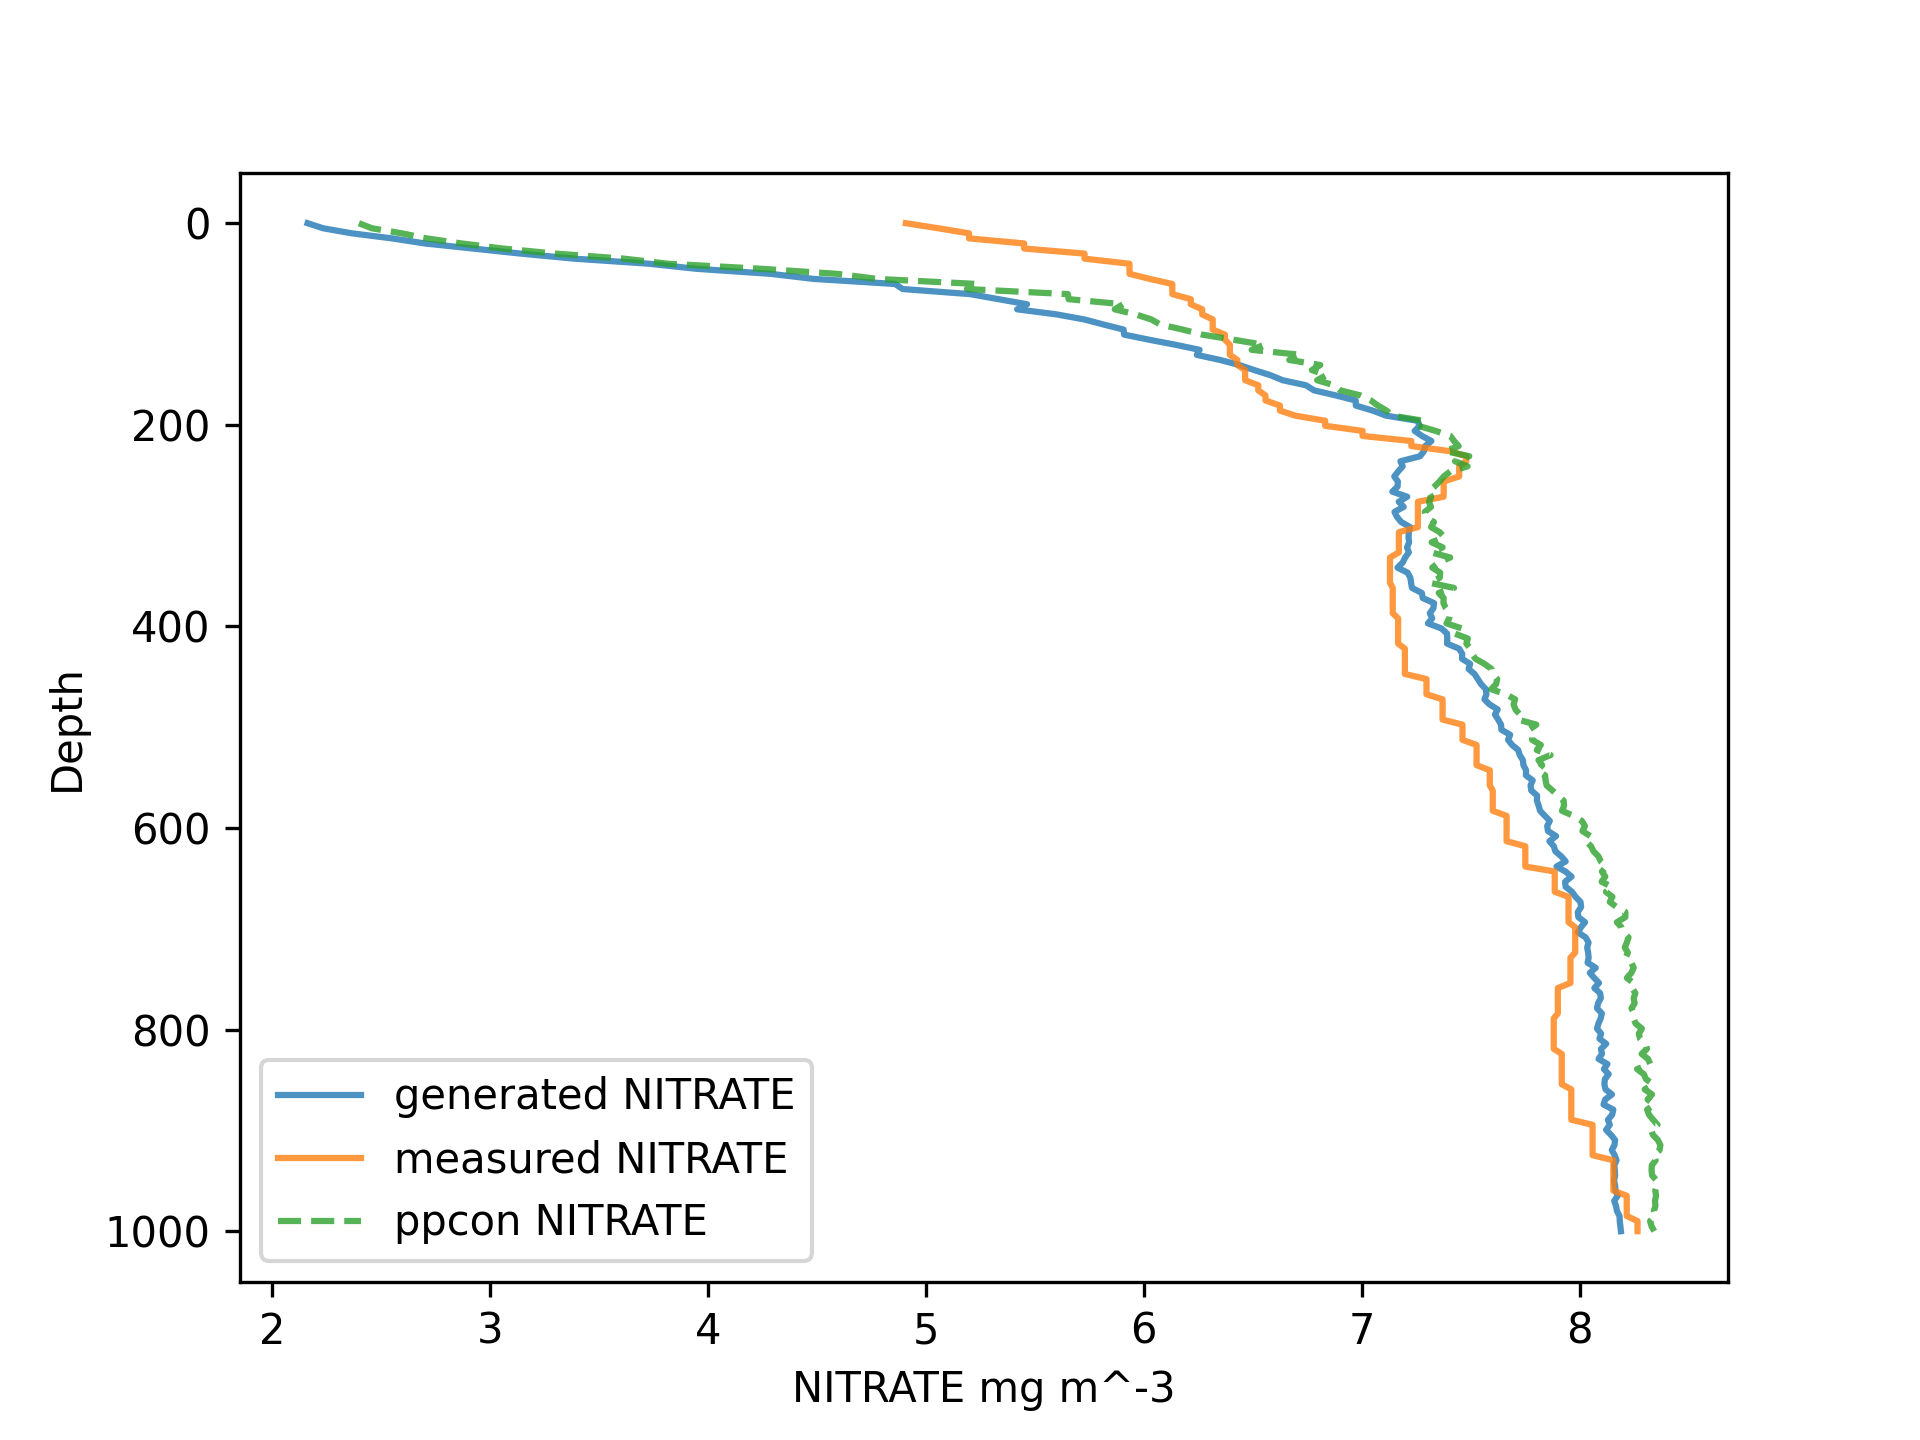 0
200
400
600
800
1000
Depth
generated NITRATE
measured NITRATE
ppcon NITRATE
2 3 4 5 6 7 8
NITRATE mg m^-3